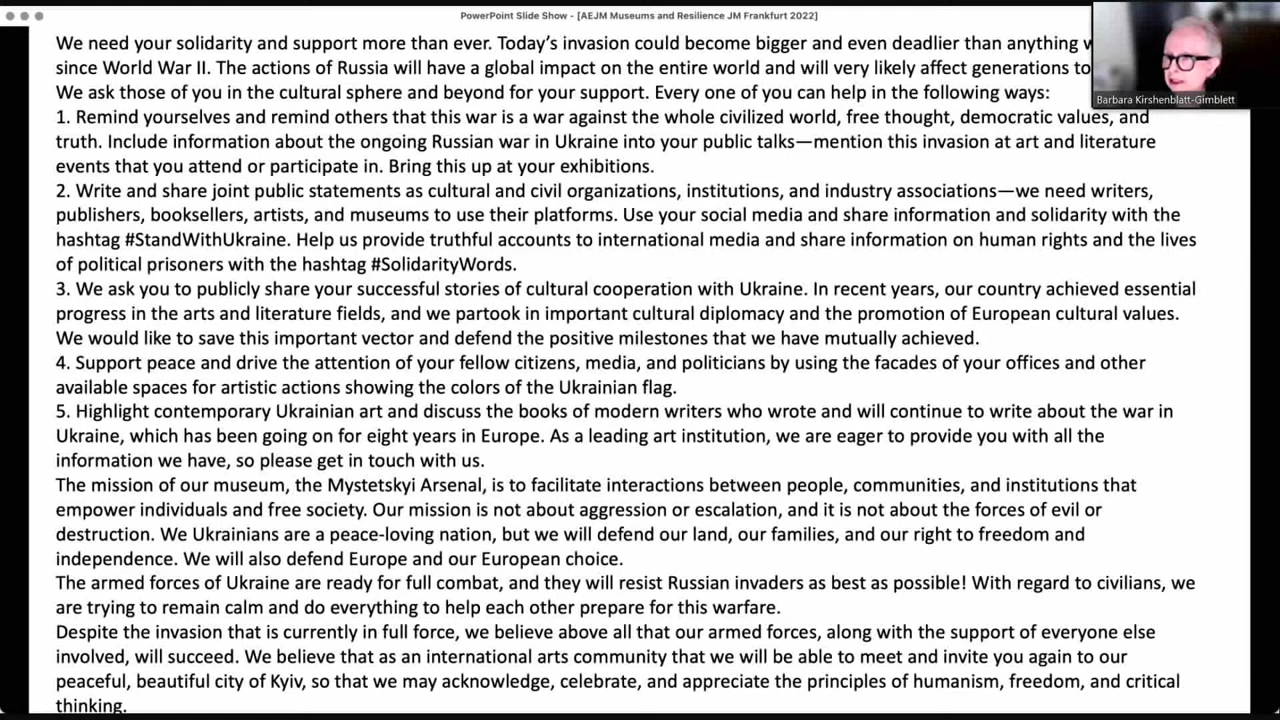 PowerPoint Slide Show - [AEJM Museums and Resilience JM Frankfurt 2022]
We need your solidarity and support more than ever. Today’s invasion could become bigger and even deadlier than anything
since World War II. The actions of Russia will have a global impact on the entire world and will very likely affect generations to
We ask those of you in the cultural sphere and beyond for your support. Every one of you can help in the following ways:
Barbara Kirshenblatt-Gimblett
1. Remind yourselves and remind others that this war is a war against the whole civilized world, free thought, democratic values, and
truth. Include information about the ongoing Russian war in Ukraine into your public talks—mention this invasion at art and literature
events that you attend or participate in. Bring this up at your exhibitions.
2. Write and share joint public statements as cultural and civil organizations, institutions, and industry associations—we need writers,
publishers, booksellers, artists, and museums to use their platforms. Use your social media and share information and solidarity with the
hashtag #StandWithUkraine. Help us provide truthful accounts to international media and share information on human rights and the lives
of political prisoners with the hashtag #SolidarityWords.
3. We ask you to publicly share your successful stories of cultural cooperation with Ukraine. In recent years, our country achieved essential
progress in the arts and literature fields, and we partook in important cultural diplomacy and the promotion of European cultural values.
We would like to save this important vector and defend the positive milestones that we have mutually achieved.
4. Support peace and drive the attention of your fellow citizens, media, and politicians by using the facades of your offices and other
available spaces for artistic actions showing the colors of the Ukrainian flag.
5. Highlight contemporary Ukrainian art and discuss the books of modern writers who wrote and will continue to write about the war in
Ukraine, which has been going on for eight years in Europe. As a leading art institution, we are eager to provide you with all the
information we have, so please get in touch with us.
The mission of our museum, the Mystetskyi Arsenal, is to facilitate interactions between people, communities, and institutions that
empower individuals and free society. Our mission is not about aggression or escalation, and it is not about the forces of evil or
destruction. We Ukrainians are a peace-loving nation, but we will defend our land, our families, and our right to freedom and
independence. We will also defend Europe and our European choice.
The armed forces of Ukraine are ready for full combat, and they will resist Russian invaders as best as possible! With regard to civilians, we
are trying to remain calm and do everything to help each other prepare for this warfare.
Despite the invasion that is currently in full force, we believe above all that our armed forces, along with the support of everyone else
involved, will succeed. We believe that as an international arts community that we will be able to meet and invite you again to our
peaceful, beautiful city of Kyiv, so that we may acknowledge, celebrate, and appreciate the principles of humanism, freedom, and critical
thinking.